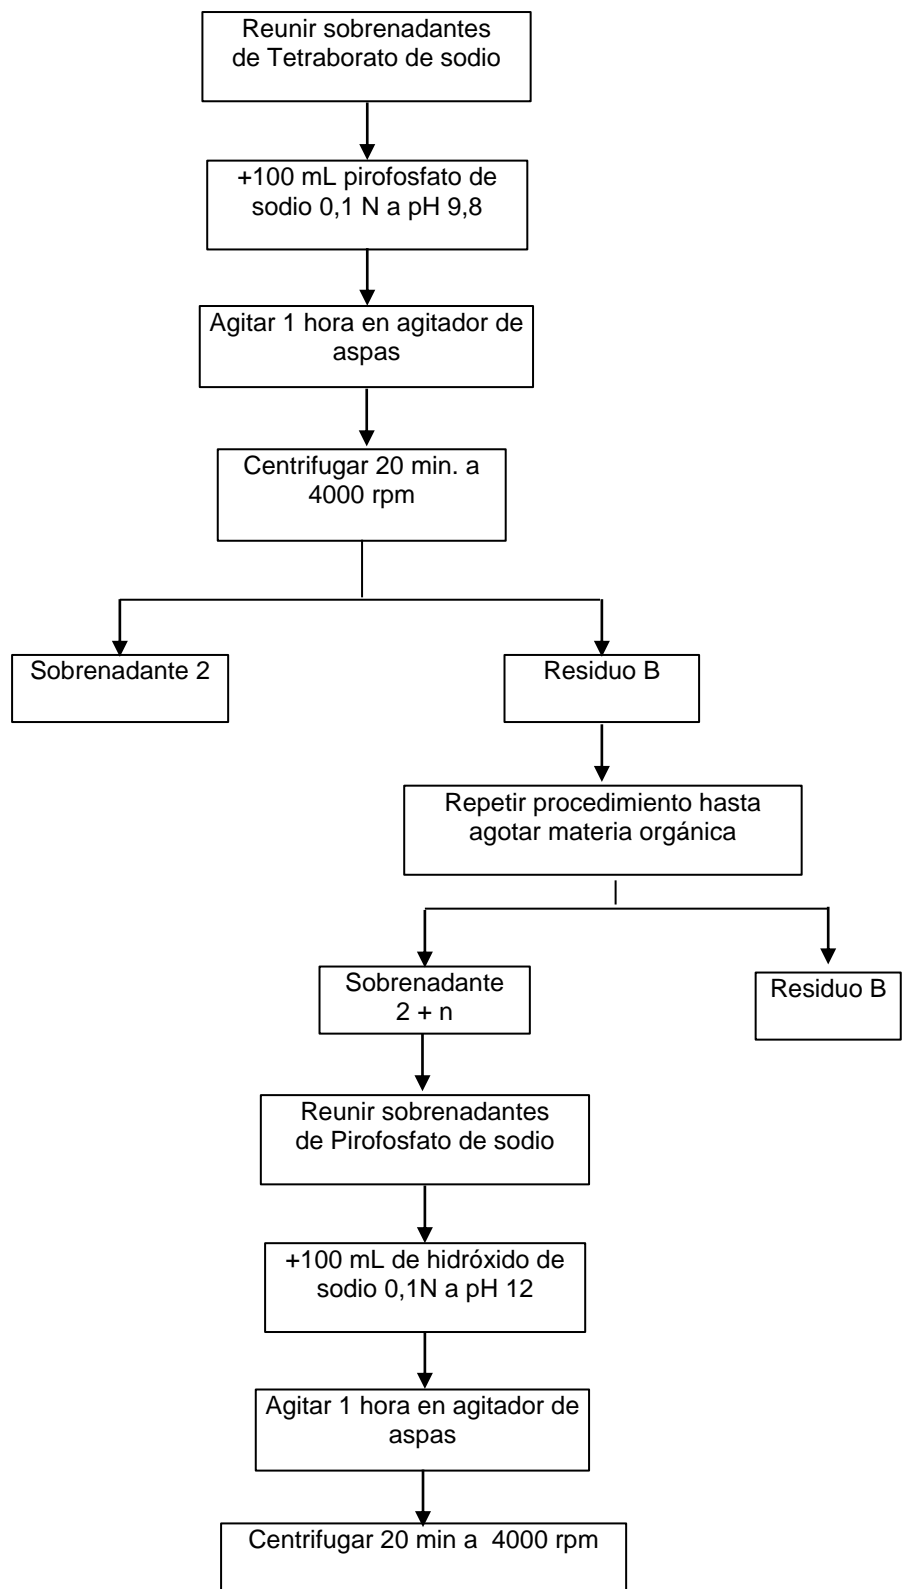 Reunir sobrenadantes
de Tetraborato de sodio
+100 mL pirofosfato de
sodio 0,1 N a pH 9,8
Agitar 1 hora en agitador de
aspas
Centrifugar 20 min. a
4000 rpm
Sobrenadante 2
Residuo B
Repetir procedimiento hasta
agotar materia orgánica
Sobrenadante
2 + n
Residuo B
Reunir sobrenadantes
de Pirofosfato de sodio
+100 mL de hidróxido de
sodio 0,1N a pH 12
Agitar 1 hora en agitador de
aspas
Centrifugar 20 min a  4000 rpm